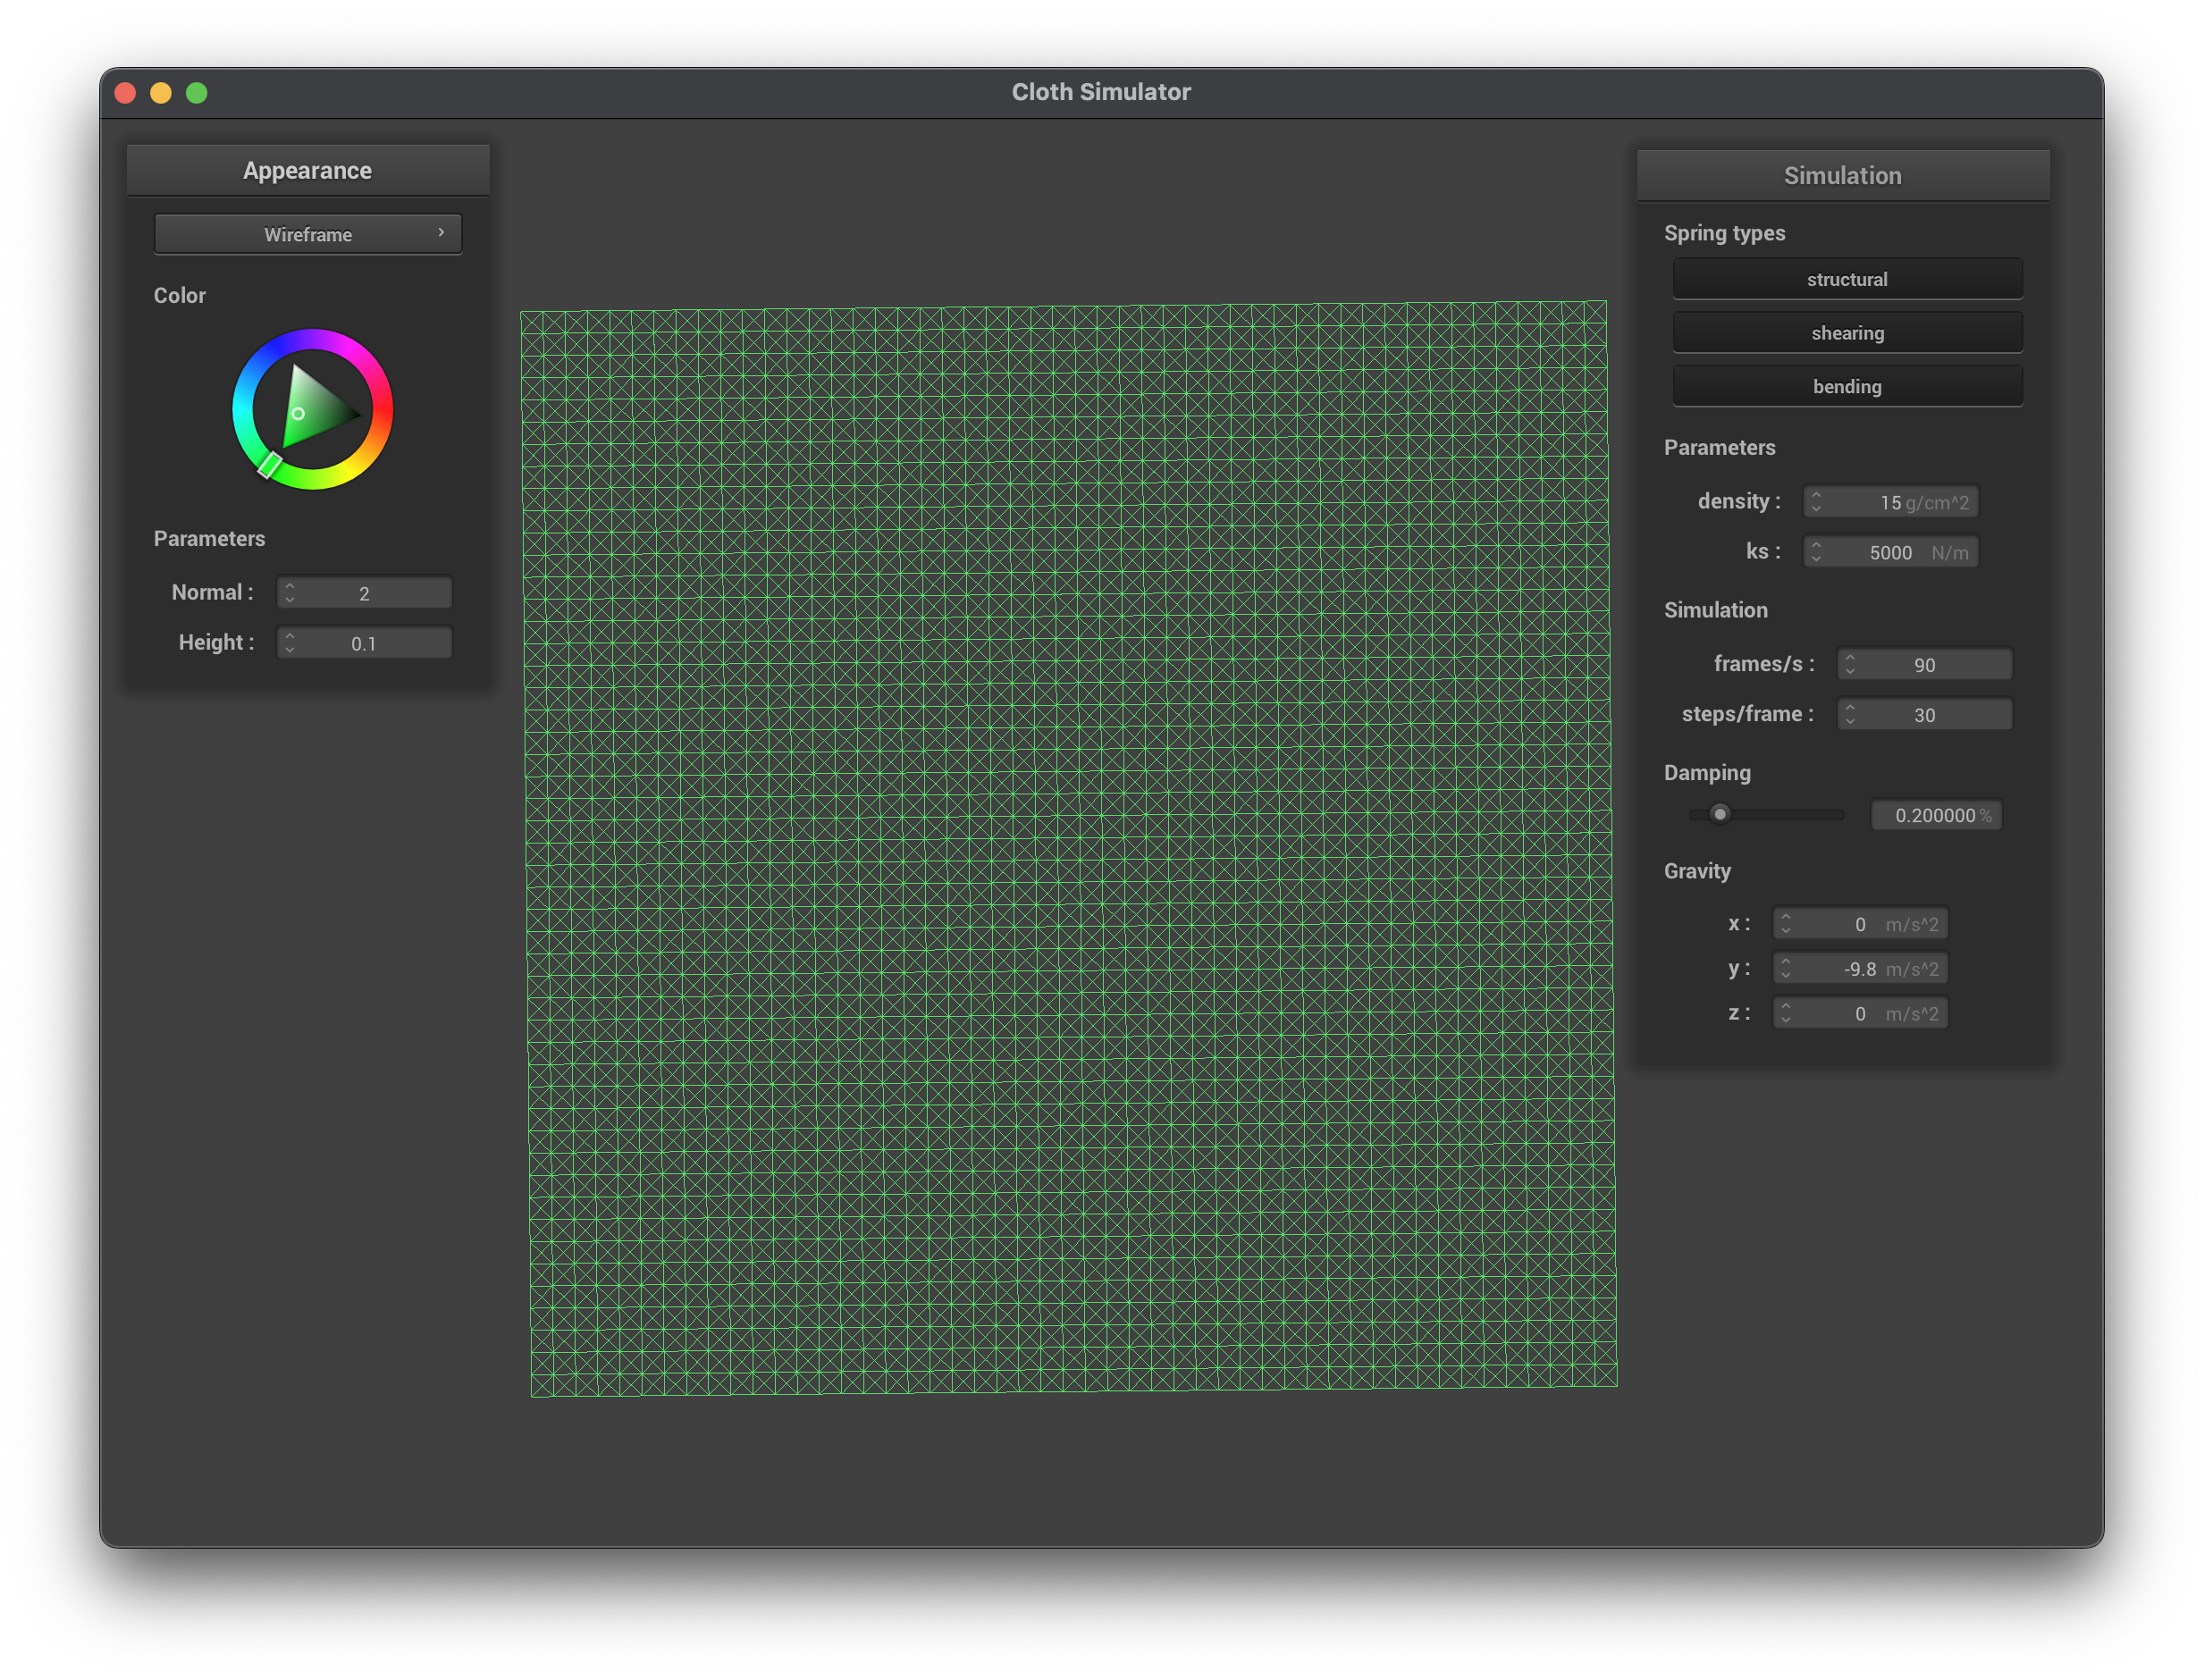 Cloth Simulator
Appearance
Wireframe
Color
Parameters
Normal : 2
Height : 0.1
Simulation
Spring types
structural
shearing
bending
Parameters
density : 15 g/cm^2
ks : 5000 N/m
Simulation
frames/s : 90
steps/frame : 30
Damping
0.200000 %
Gravity
x : 0 m/s^2
y : -9.8 m/s^2
z : 0 m/s^2